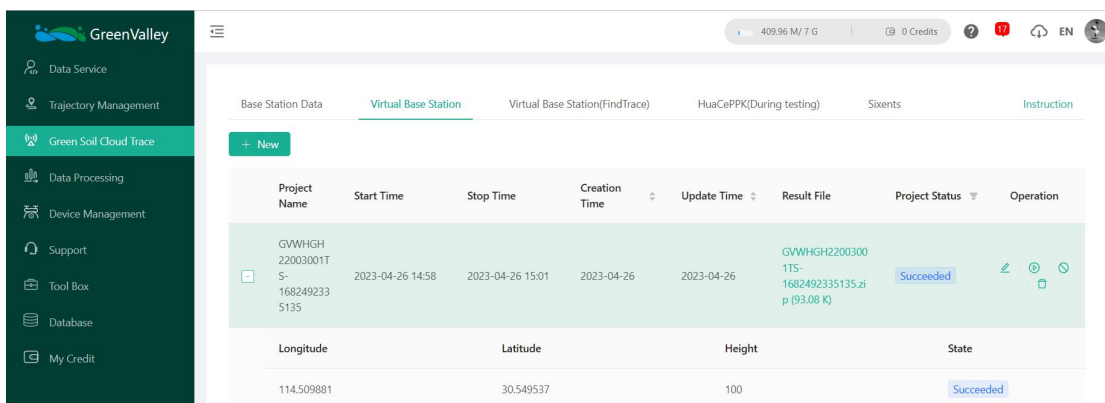 GreenValley
409.96 M/ 7 G
0 Credits
17
EN
Data Service
Trajectory Management
Green Soil Cloud Trace
Data Processing
Device Management
Support
Tool Box
Database
My Credit
Base Station Data
Virtual Base Station
Virtual Base Station(FindTrace)
HuaCePPK(During testing)
Sixents
Instruction
+ New
Project
Name
Start Time
Stop Time
Creation
Time
Update Time
Result File
Project Status
Operation
GVWHGH
22003001T
S-
168249233
5135
2023-04-26 14:58
2023-04-26 15:01
2023-04-26
2023-04-26
GVWHGH2200300
1TS-
1682492335135.zi
p (93.08 K)
Succeeded
Longitude
Latitude
Height
State
114.509881
30.549537
100
Succeeded